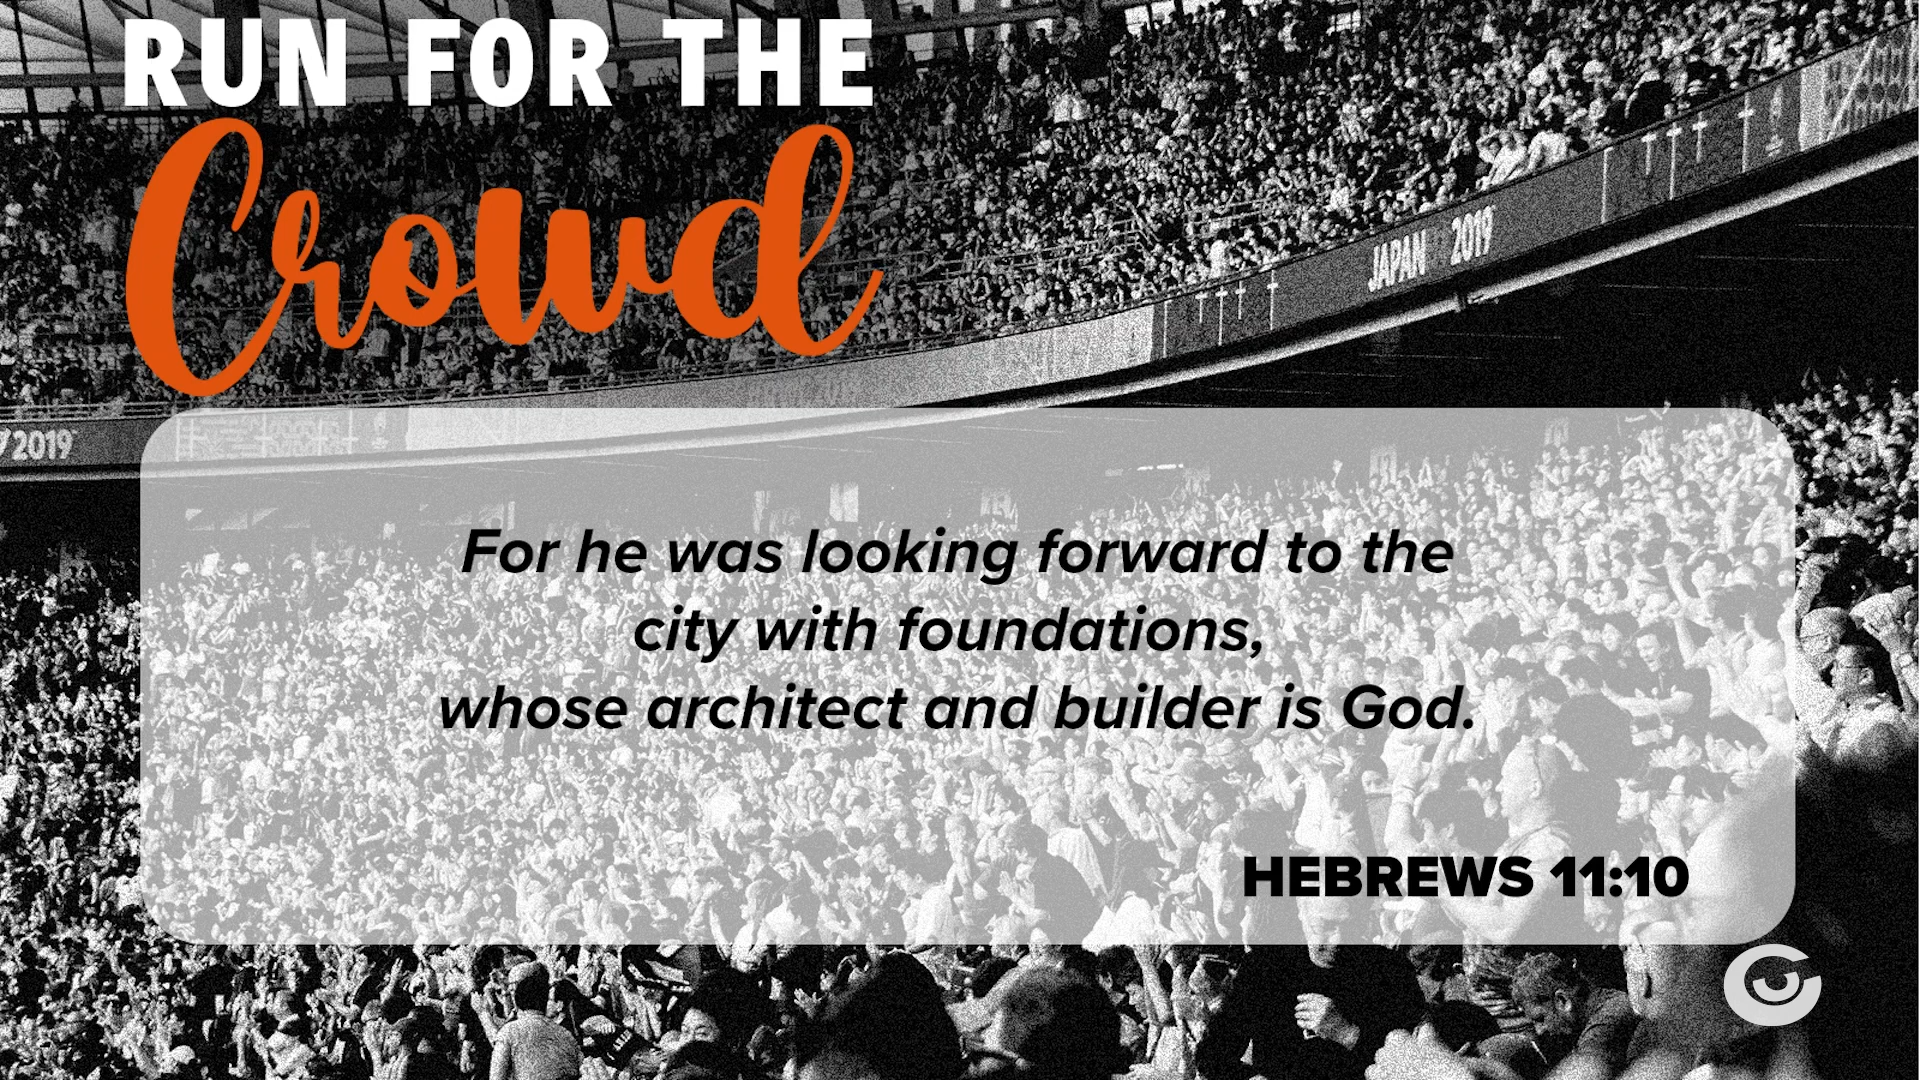 RUN FOR THE
Crowd
JAPAN 2019
2019
For he was looking forward to the
city with foundations,
whose architect and builder is God.
HEBREWS 11:10